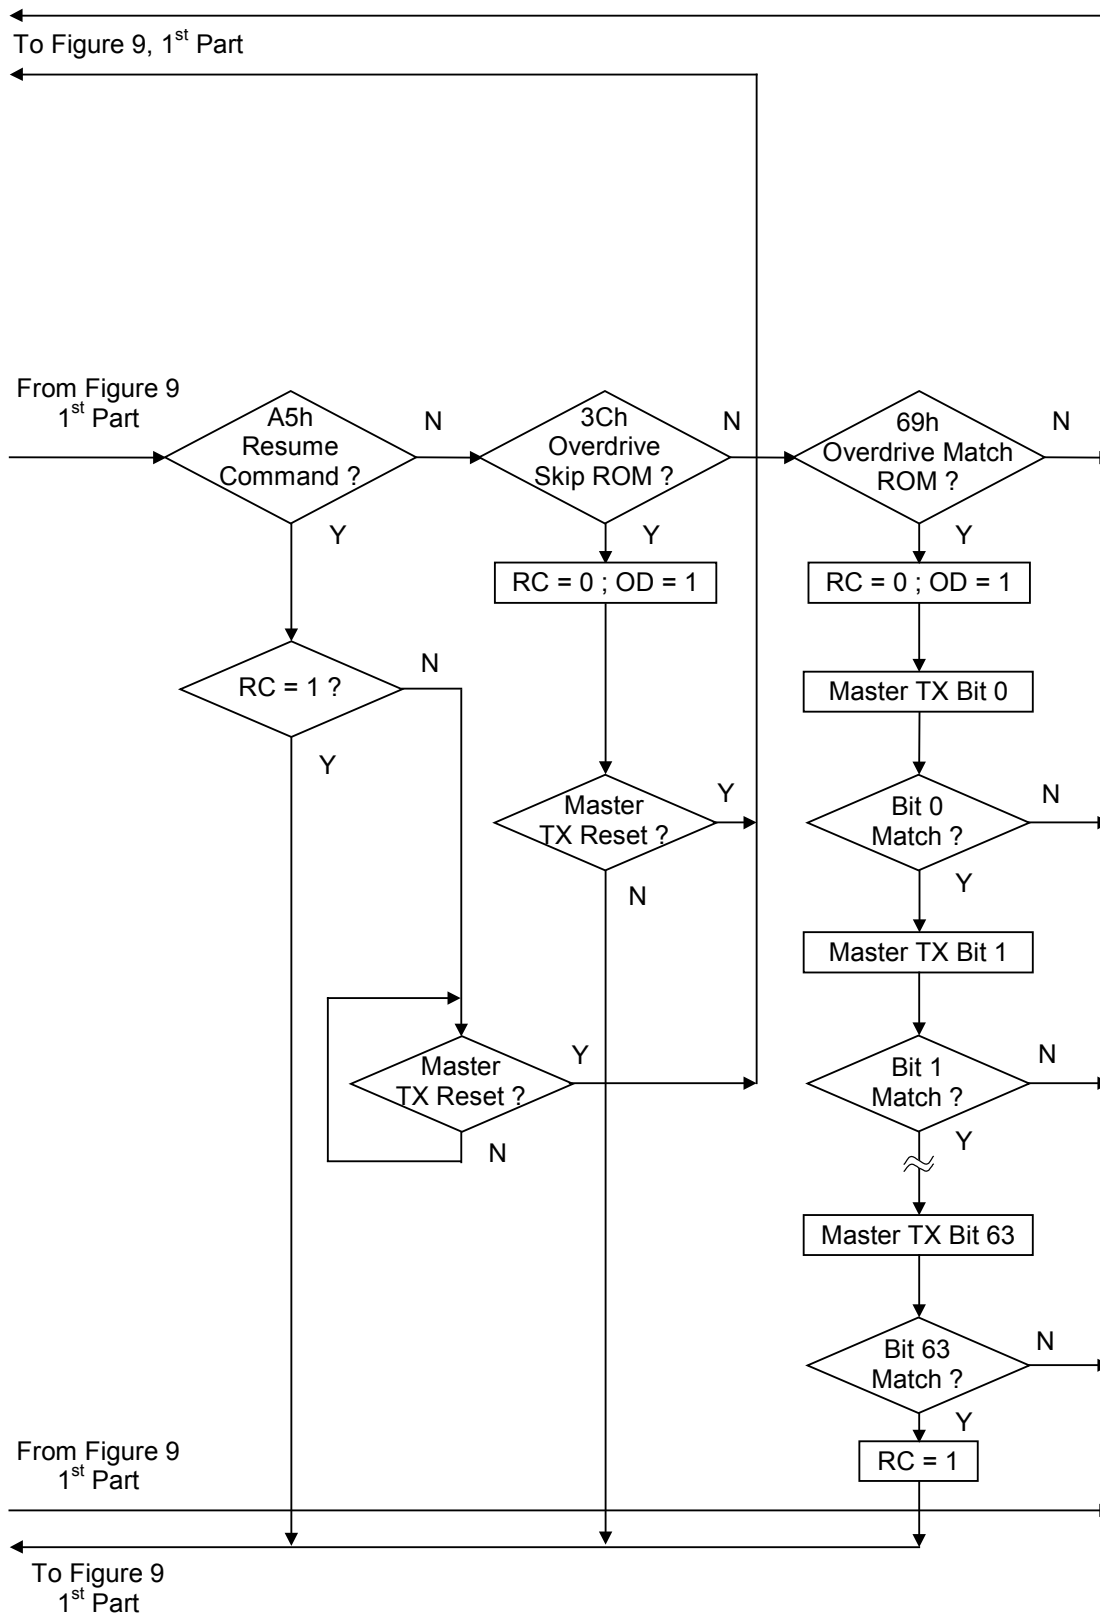 To Figure 9, 1st Part
From Figure 9
1st Part
A5h
Resume
Command ?
N
Y
3Ch
Overdrive
Skip ROM ?
N
Y
69h
Overdrive Match
ROM ?
N
Y
RC = 0 ; OD = 1
RC = 0 ; OD = 1
RC = 1 ?
N
Y
Master TX Bit 0
Master
TX Reset ?
Y
N
Bit 0
Match ?
N
Y
Master TX Bit 1
Master
TX Reset ?
Y
N
Bit 1
Match ?
N
Y
Master TX Bit 63
Bit 63
Match ?
N
Y
RC = 1
From Figure 9
1st Part
To Figure 9
1st Part